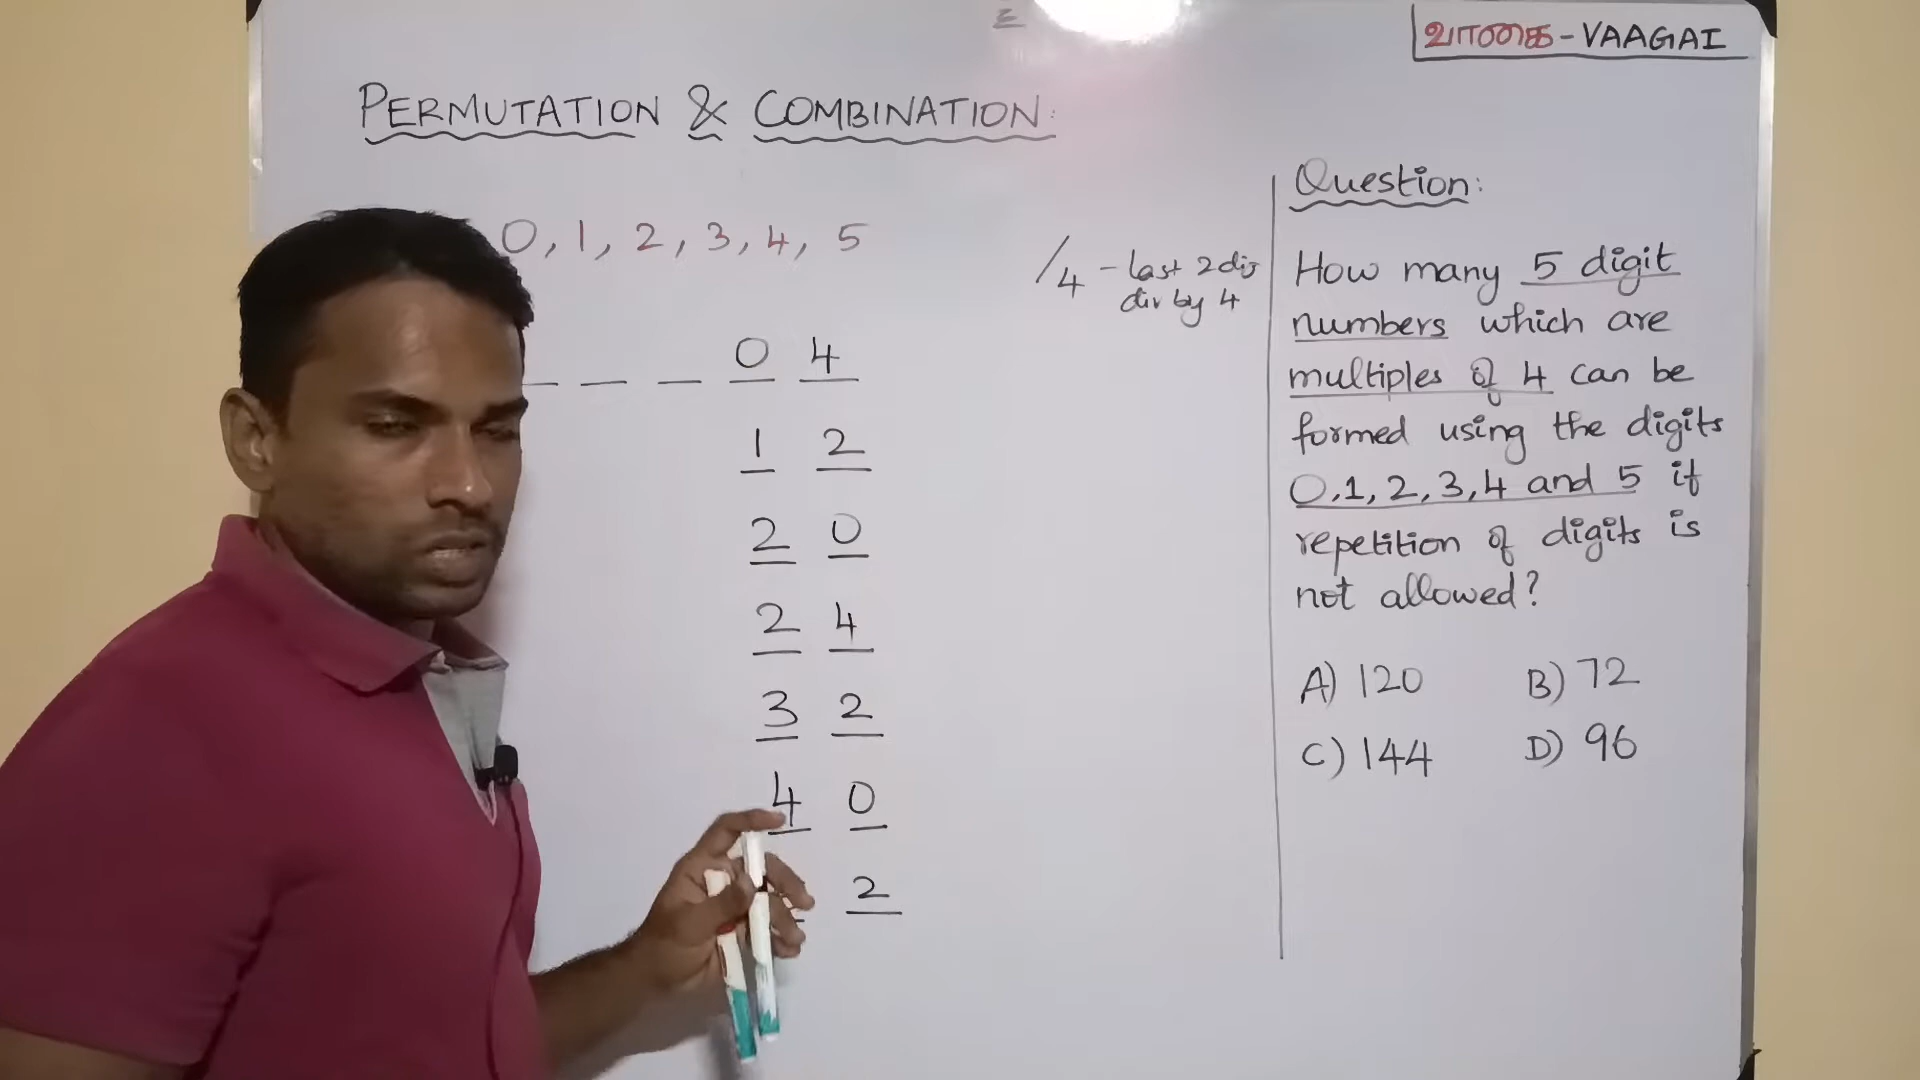 வாகை - VAAGAI
PERMUTATION & COMBINATION:
0, 1, 2, 3, 4, 5
/4 - last 2 di
div by 4
0 4
1 2
2 0
2 4
3 2
4 0
2
Question:
How many 5 digit
numbers which are
multiples of 4 can be
formed using the digits
0,1,2,3,4 and 5 if
repetition of digits is
not allowed?
A) 120 B) 72
C) 144 D) 96